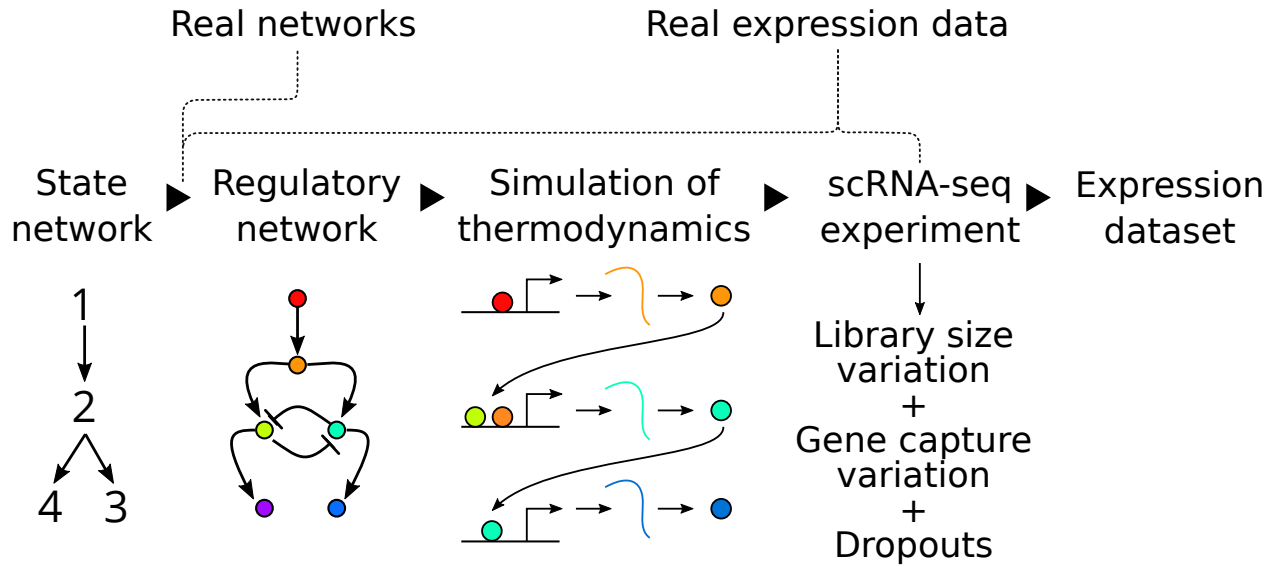 Real networks
Real expression data
State
network
Regulatory
network
Simulation of
thermodynamics
scRNA-seq
experiment
Expression
dataset
1
2
4 3
Library size
variation
+
Gene capture
variation
+
Dropouts